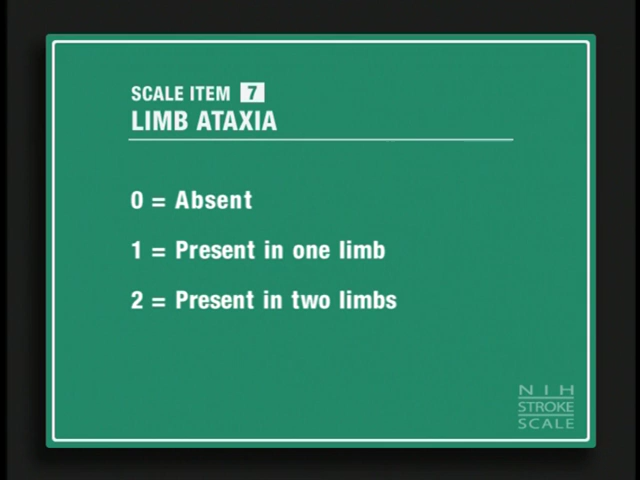 SCALE ITEM 7
LIMB ATAXIA
0 = Absent
1 = Present in one limb
2 = Present in two limbs
NIH
STROKE
SCALE